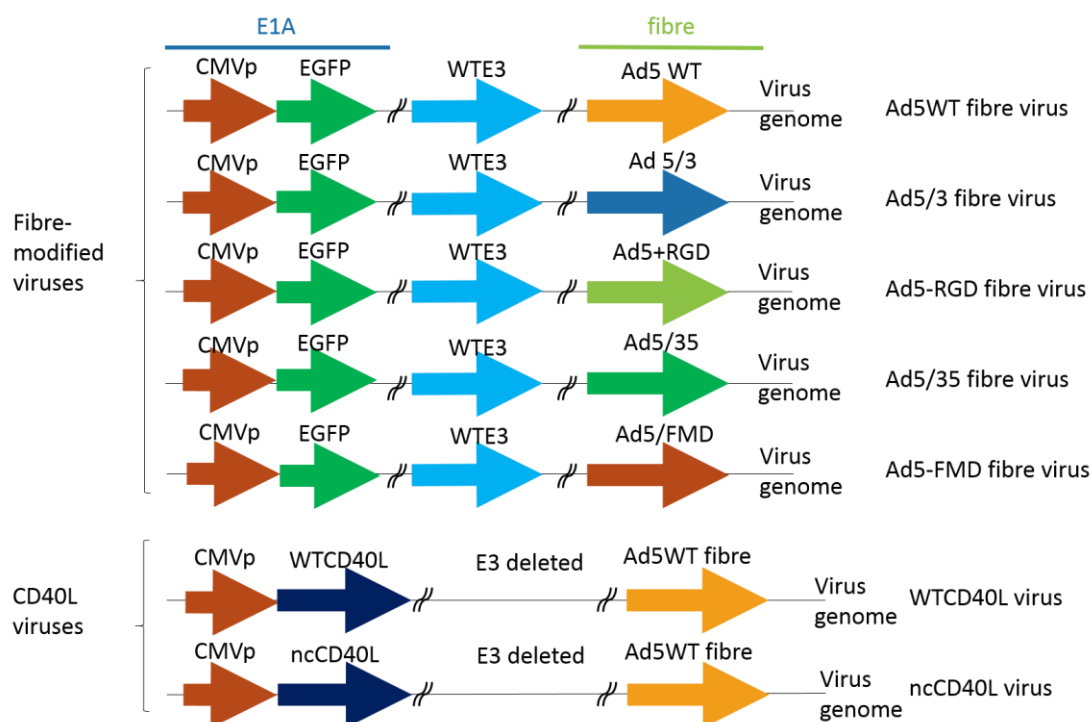 E1A
fibre
CMVp
EGFP
WTE3
Ad5 WT
Virus
genome
Ad5WT fibre virus
CMVp
EGFP
WTE3
Ad 5/3
Virus
genome
Ad5/3 fibre virus
Fibre-
modified
viruses
CMVp
EGFP
WTE3
Ad5+RGD
Virus
genome
Ad5-RGD fibre virus
CMVp
EGFP
WTE3
Ad5/35
Virus
genome
Ad5/35 fibre virus
CMVp
EGFP
WTE3
Ad5/FMD
Virus
genome
Ad5-FMD fibre virus
CD40L
viruses
CMVp
WTCD40L
E3 deleted
Ad5WT fibre
Virus
genome
WTCD40L virus
CMVp
ncCD40L
E3 deleted
Ad5WT fibre
Virus
genome
ncCD40L virus